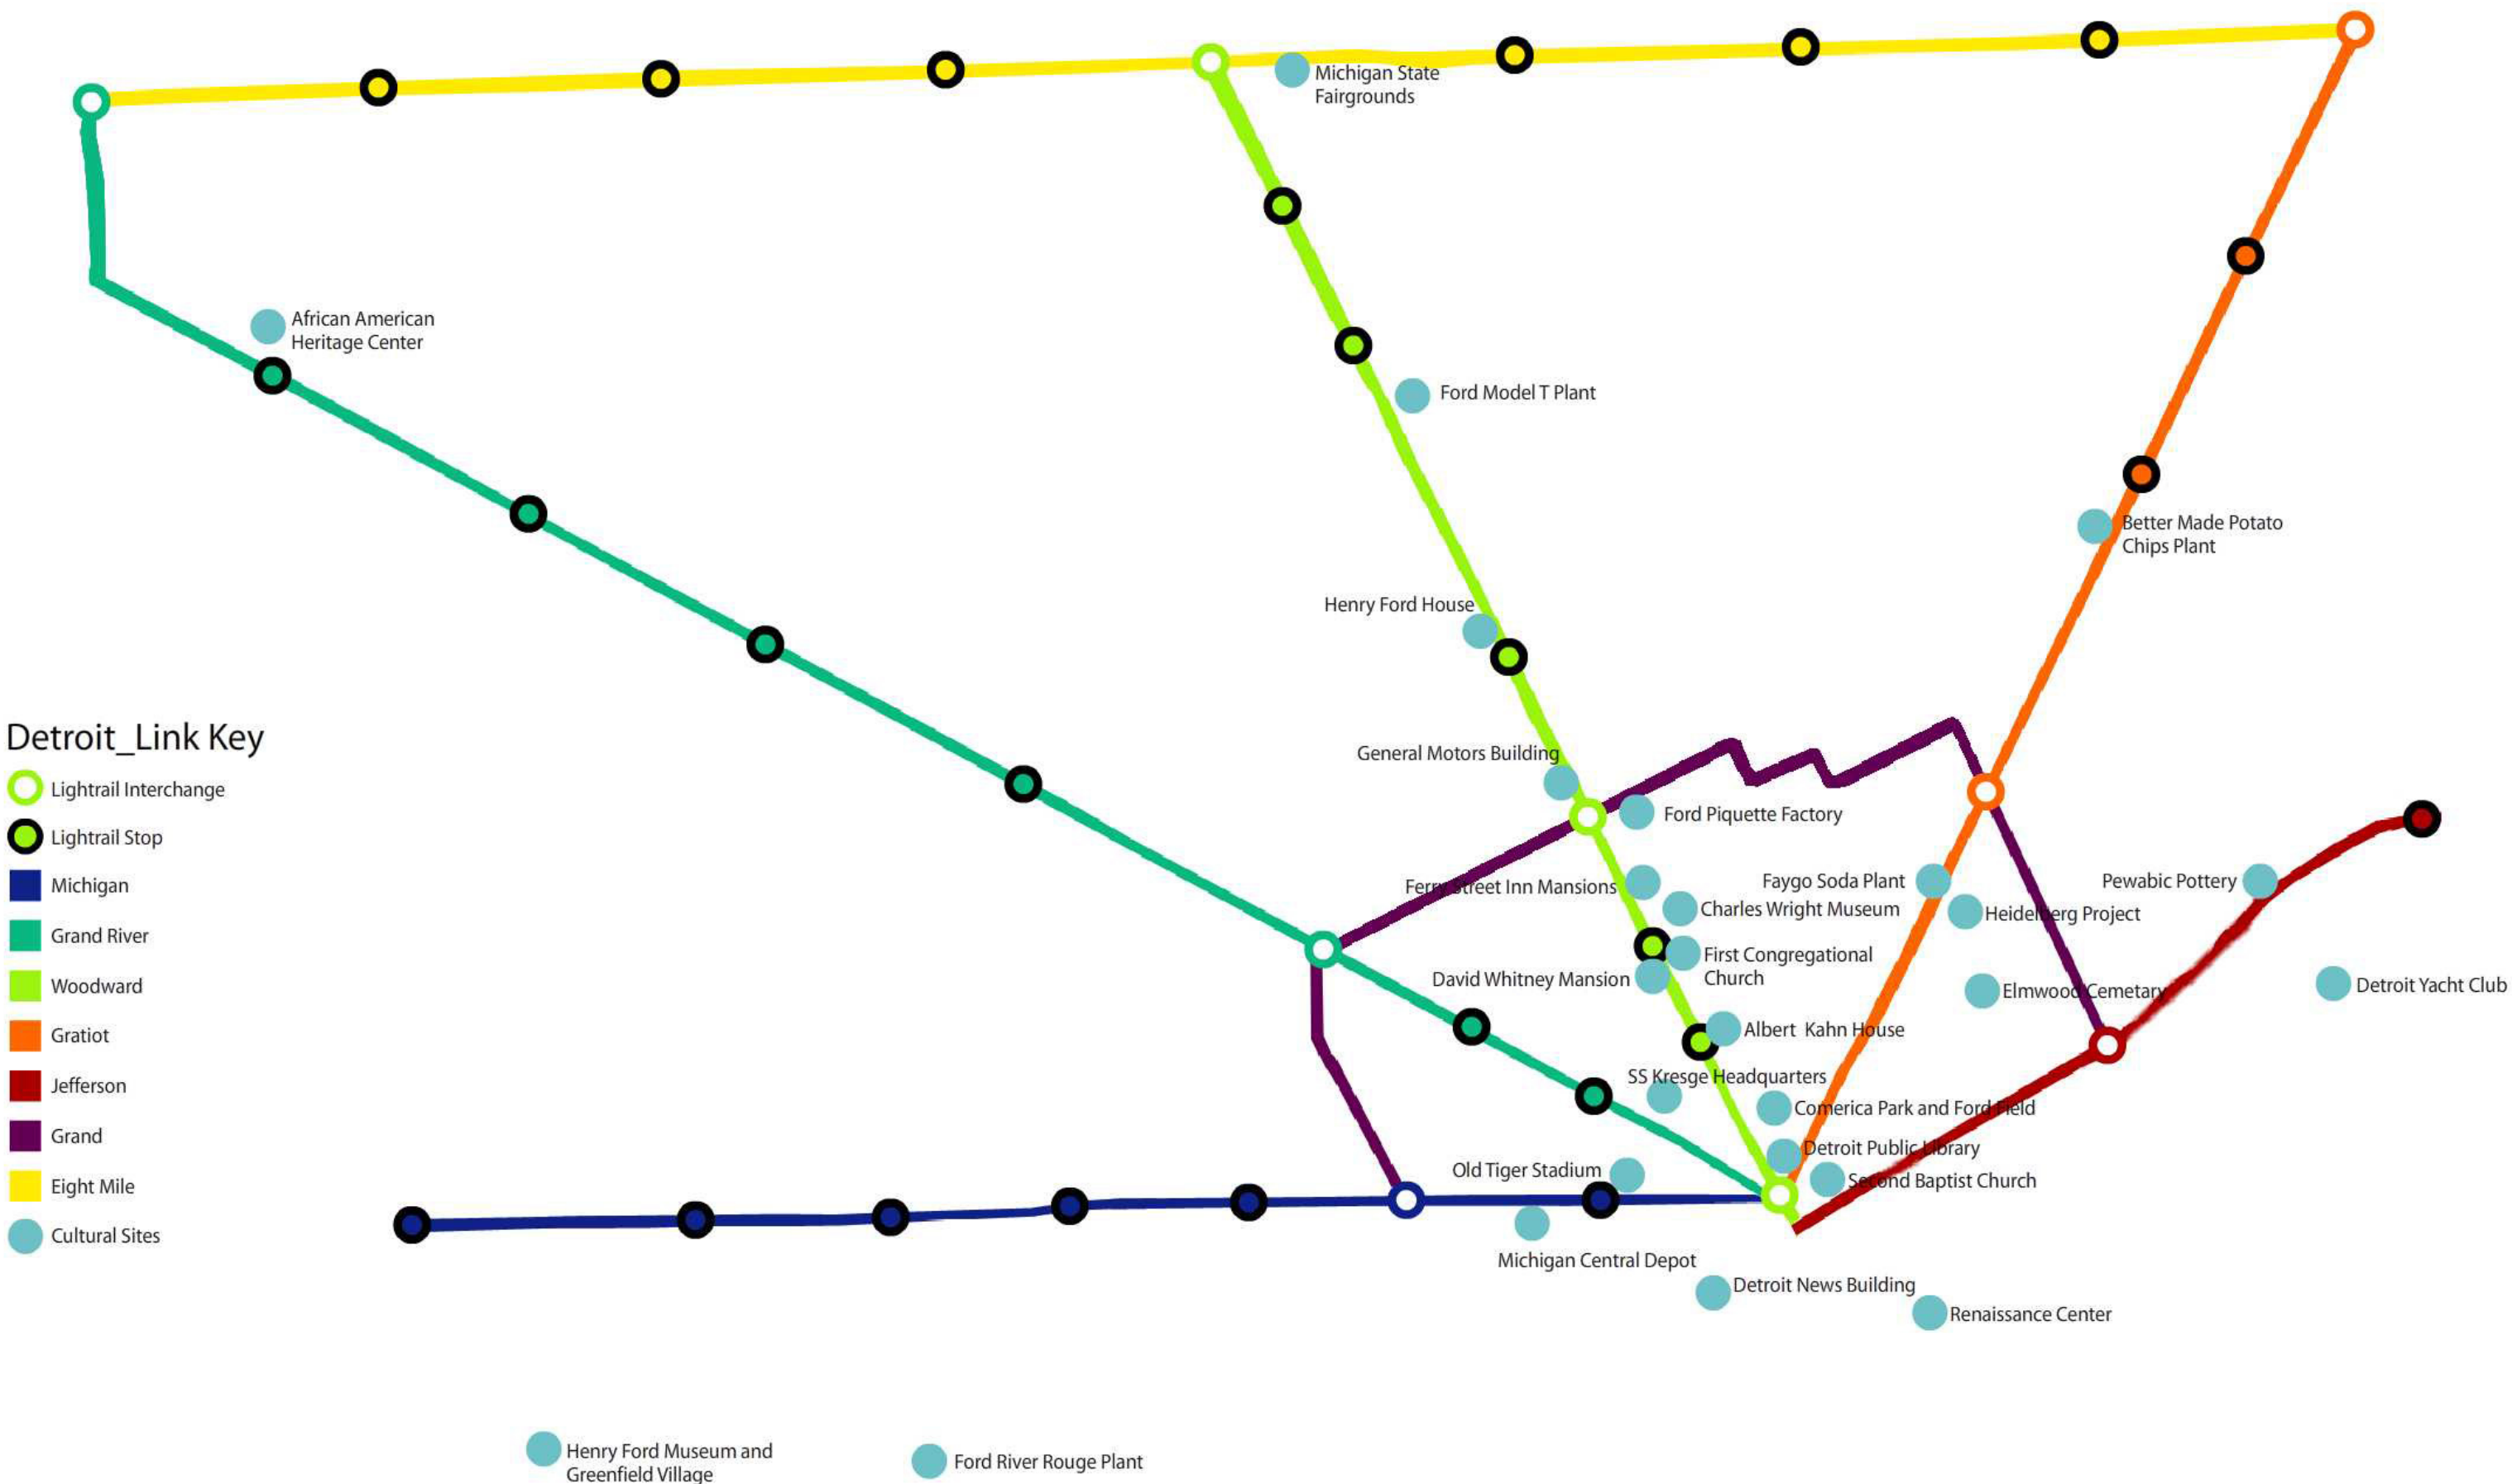 Michigan State
Fairgrounds
African American
Heritage Center
Ford Model T Plant
Better Made Potato
Chips Plant
Henry Ford House
General Motors Building
Ford Piquette Factory
Ferry Street Inn Mansions
Charles Wright Museum
Faygo Soda Plant
Heidelberg Project
Pewabic Pottery
First Congregational
Church
David Whitney Mansion
Elmwood Cemetary
Detroit Yacht Club
Albert Kahn House
SS Kresge Headquarters
Comerica Park and Ford Field
Detroit Public Library
Old Tiger Stadium
Second Baptist Church
Michigan Central Depot
Detroit News Building
Renaissance Center
Henry Ford Museum and
Greenfield Village
Ford River Rouge Plant
Detroit_Link Key
Lightrail Interchange
Lightrail Stop
Michigan
Grand River
Woodward
Gratiot
Jefferson
Grand
Eight Mile
Cultural Sites